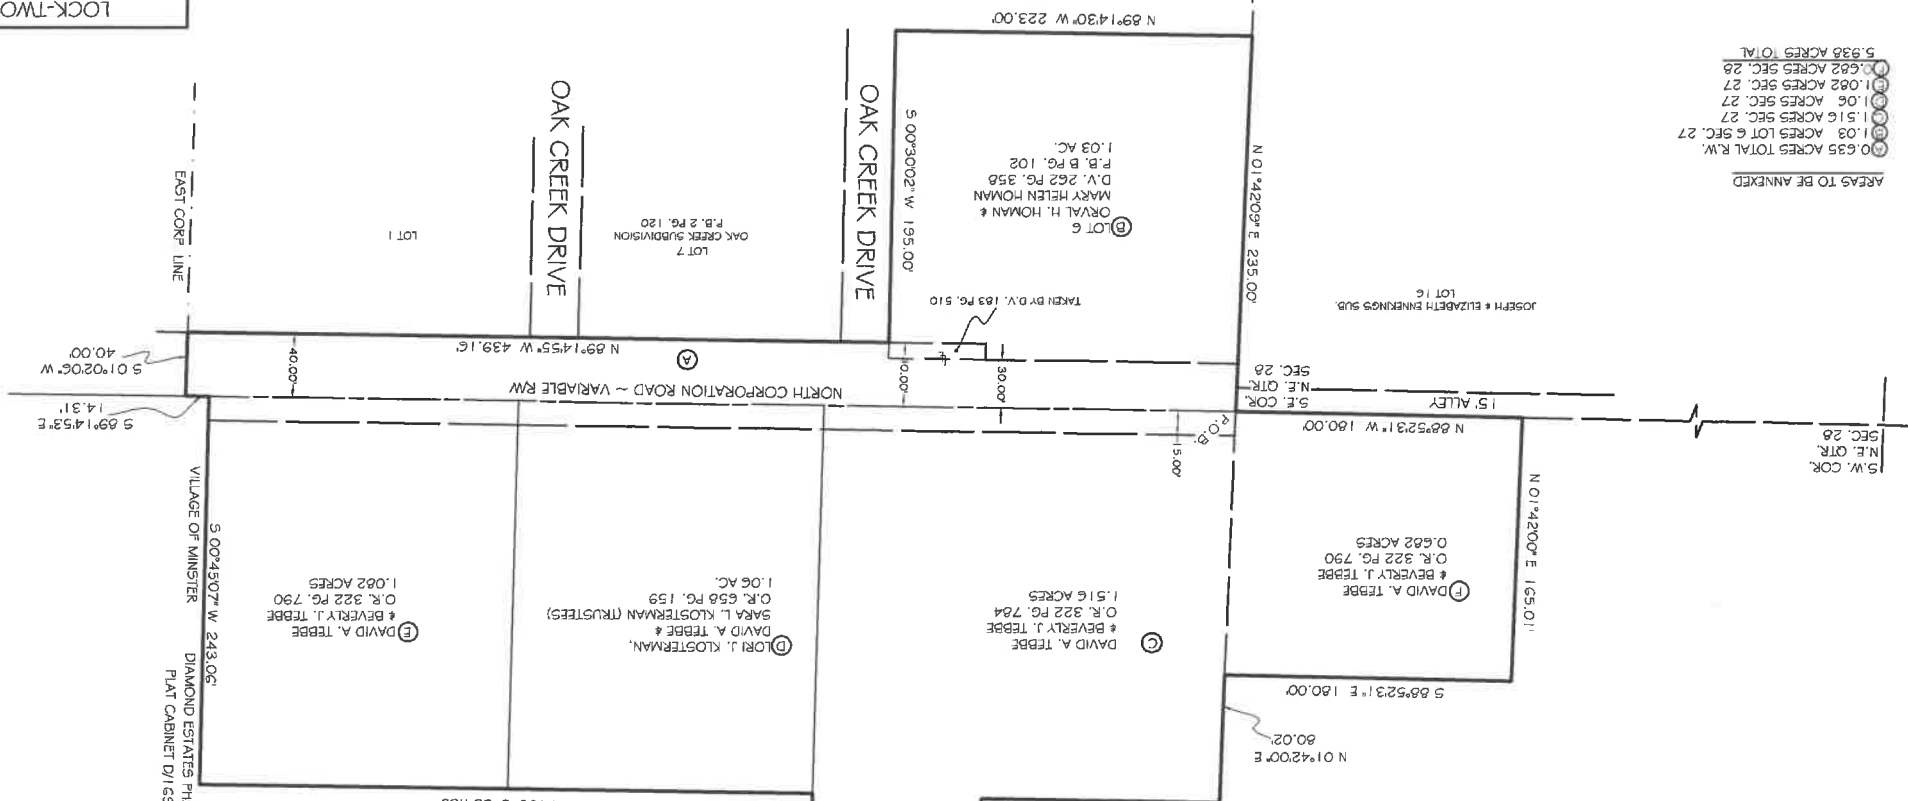 N 01°42'00" E
80.02'
S 88°52'31" E 180.00'
N 01°42'00" E 165.01'
Ⓕ DAVID A. TEBBE
& BEVERLY J. TEBBE
O.R. 322 PG. 790
0.682 ACRES
N 88°52'31" W 180.00'
15' ALLEY
S.W. COR.
N.E. QTR.
SEC. 28
S.E. COR.
N.E. QTR.
SEC. 28
P.O.B.
Ⓒ
DAVID A. TEBBE
& BEVERLY J. TEBBE
O.R. 322 PG. 784
1.516 ACRES
Ⓓ LORI J. KLOSTERMAN,
DAVID A. TEBBE &
SARA L. KLOSTERMAN (TRUSTEES)
O.R. 658 PG. 159
1.06 AC.
Ⓔ DAVID A. TEBBE
& BEVERLY J. TEBBE
O.R. 322 PG. 790
1.082 ACRES
S 00°45'07" W 243.06'
DIAMOND ESTATES PH
PLAT CABINET D/169
VILLAGE OF MINSTER
S 89°14'53" E
14.31'
S 01°02'06" W
40.00'
NORTH CORPORATION ROAD ~ VARIABLE R/W
Ⓐ
N 89°14'55" W 439.16'
40.00'
30.00'
TAKEN BY D.V. 183 PG. 510
JOSEPH & ELIZABETH ENNEKING'S SUB.
LOT 16
N 01°42'09" E 235.00'
Ⓑ LOT 6
ORVAL H. HOMAN &
MARY HELEN HOMAN
D.V. 262 PG. 358
P.B. B PG. 102
1.03 AC.
S 00°30'02" W 195.00'
N 89°14'30" W 223.00'
OAK CREEK DRIVE
LOT 7
OAK CREEK SUBDIVISION
P.B. 2 PG. 120
OAK CREEK DRIVE
LOT 1
EAST CORP LINE
AREAS TO BE ANNEXED
Ⓐ 0.635 ACRES TOTAL R/W.
Ⓑ 1.03 ACRES LOT 6 SEC. 27
Ⓒ 1.516 ACRES SEC. 27
Ⓓ 1.06 ACRES SEC. 27
Ⓔ 1.082 ACRES SEC. 27
Ⓕ 0.682 ACRES SEC. 28
5.938 ACRES TOTAL
LOCK-TWO